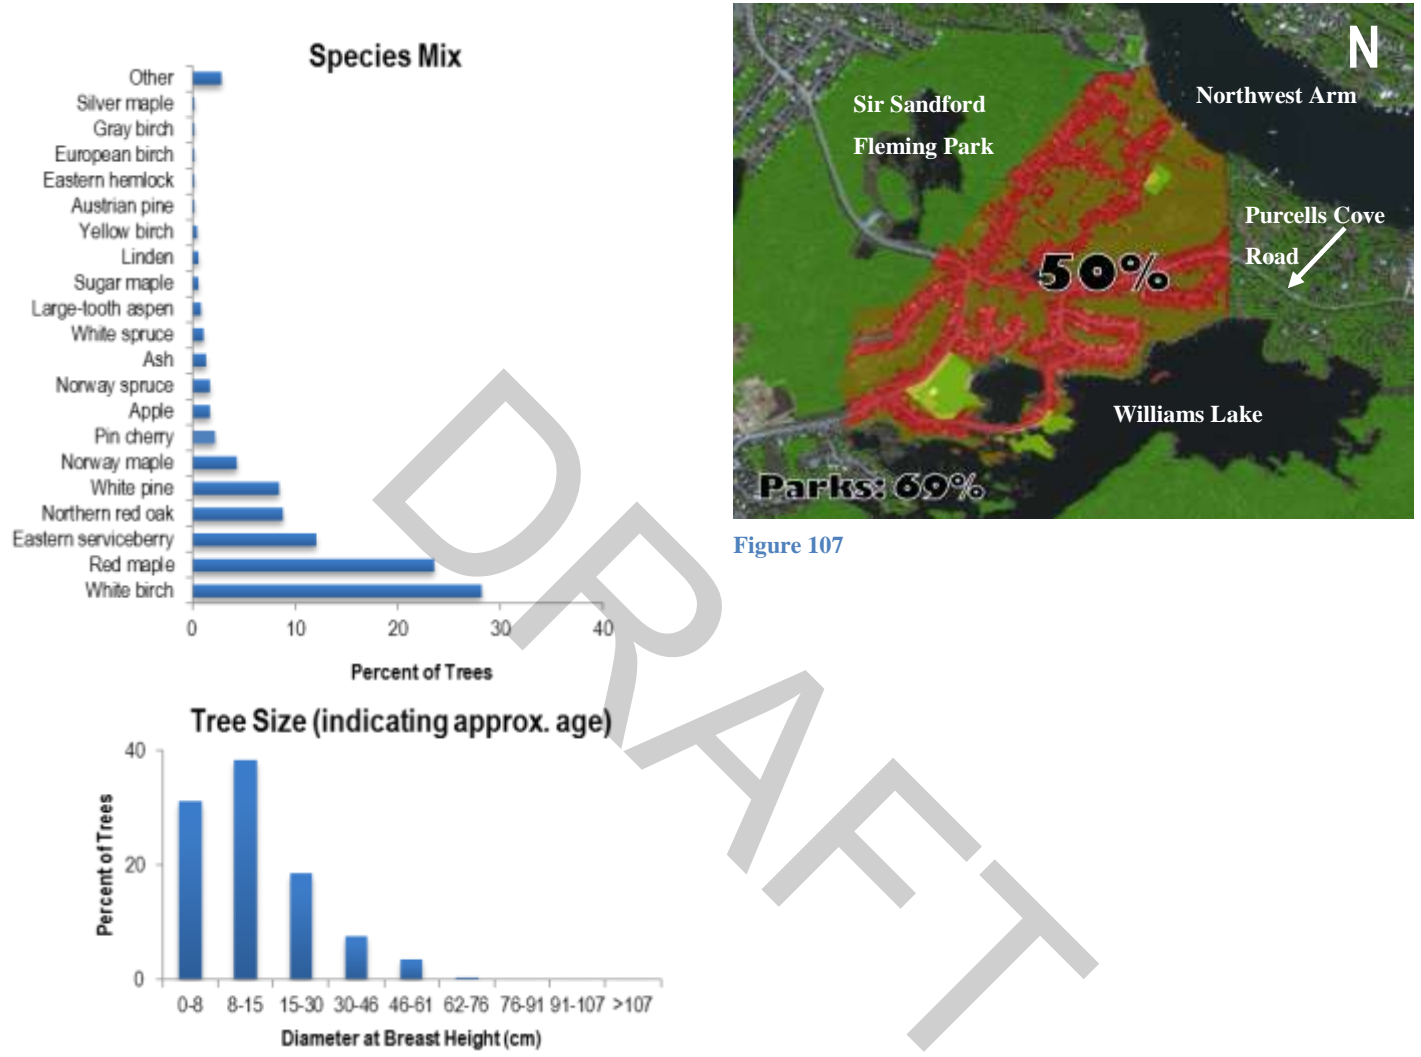 Species Mix
Other
Silver maple
Gray birch
European birch
Eastern hemlock
Austrian pine
Yellow birch
Linden
Sugar maple
Large-tooth aspen
White spruce
Ash
Norway spruce
Apple
Pin cherry
Norway maple
White pine
Northern red oak
Eastern serviceberry
Red maple
White birch
0 10 20 30 40
Percent of Trees
Tree Size (indicating approx. age)
Percent of Trees
40
20
0
0-8 8-15 15-30 30-46 46-61 62-76 76-91 91-107 >107
Diameter at Breast Height (cm)
N
Northwest Arm
Sir Sandford
Fleming Park
Purcells Cove
Road
50%
Williams Lake
Parks: 69%
Figure 107
DRAFT